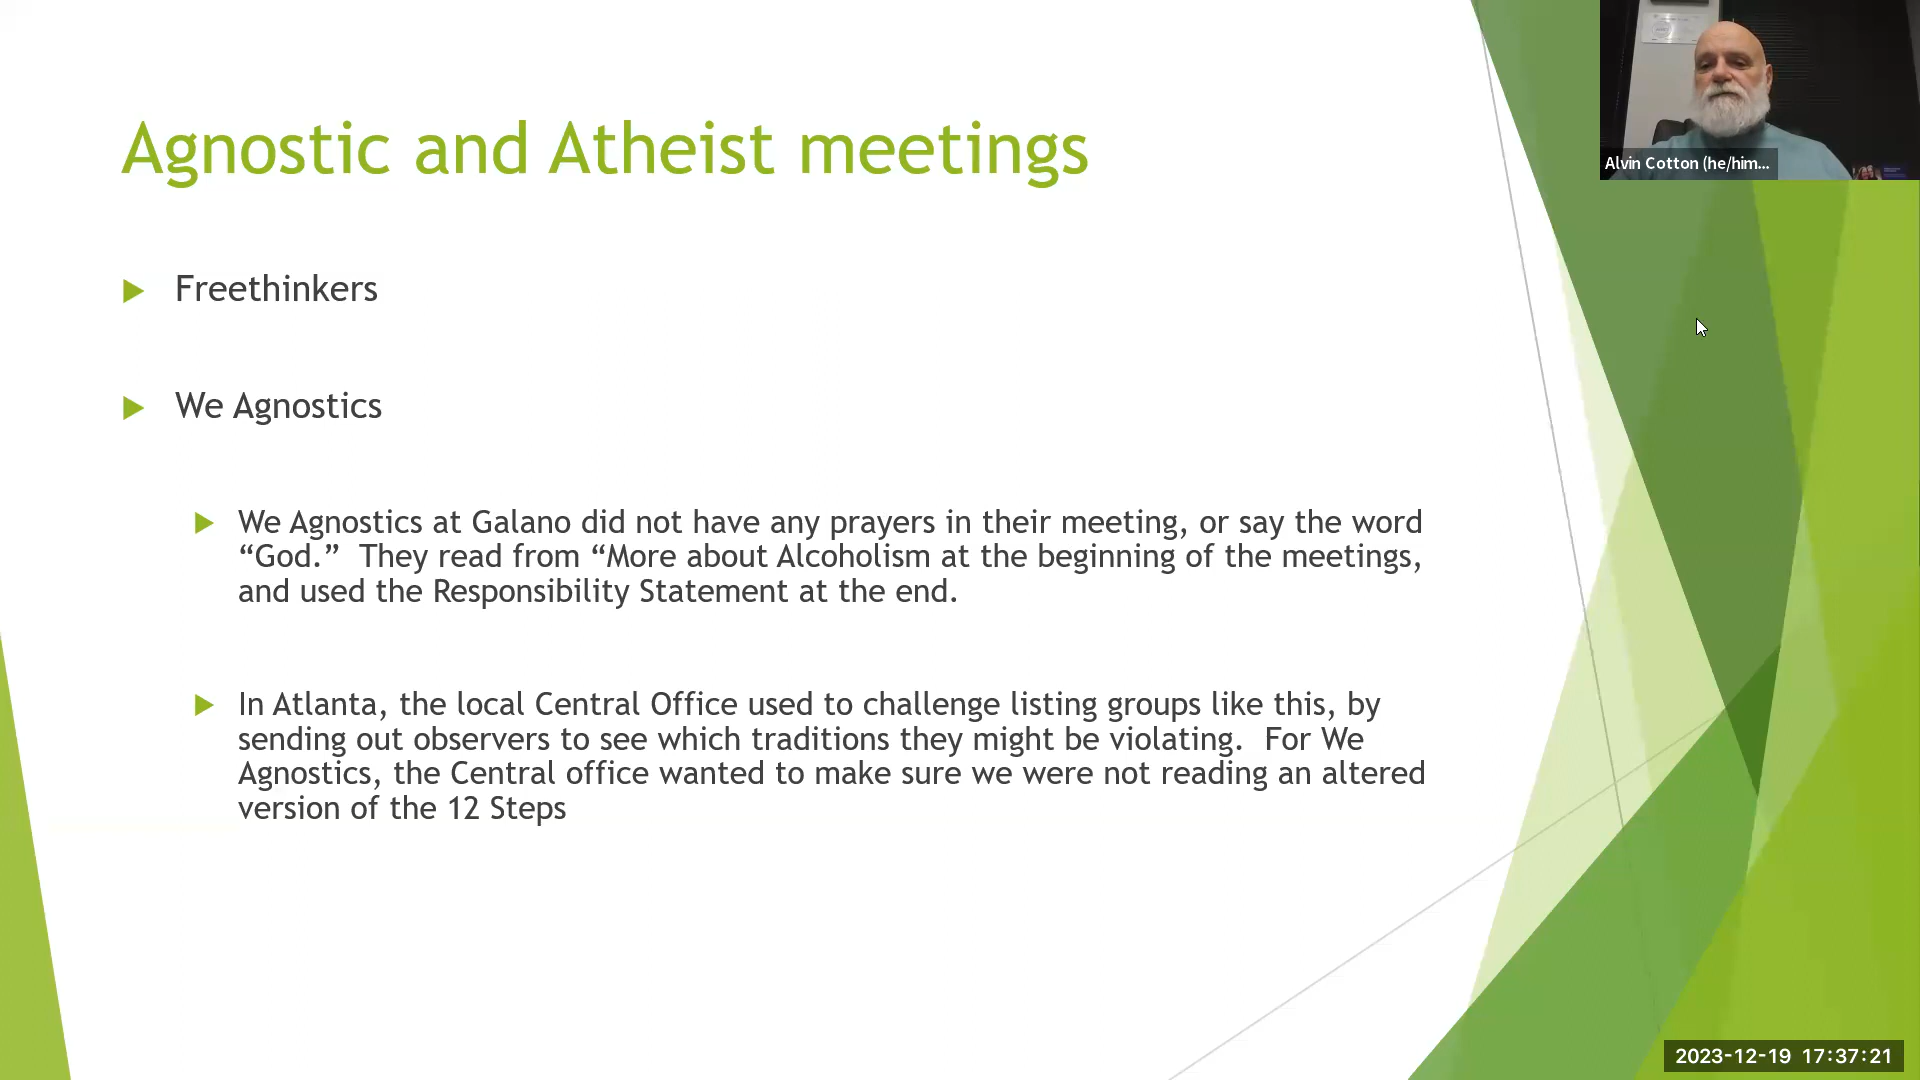 Agnostic and Atheist meetings
Alvin Cotton (he/him...
Freethinkers
We Agnostics
We Agnostics at Galano did not have any prayers in their meeting, or say the word
“God.”  They read from “More about Alcoholism at the beginning of the meetings,
and used the Responsibility Statement at the end.
In Atlanta, the local Central Office used to challenge listing groups like this, by
sending out observers to see which traditions they might be violating.  For We
Agnostics, the Central office wanted to make sure we were not reading an altered
version of the 12 Steps
2023-12-19 17:37:21